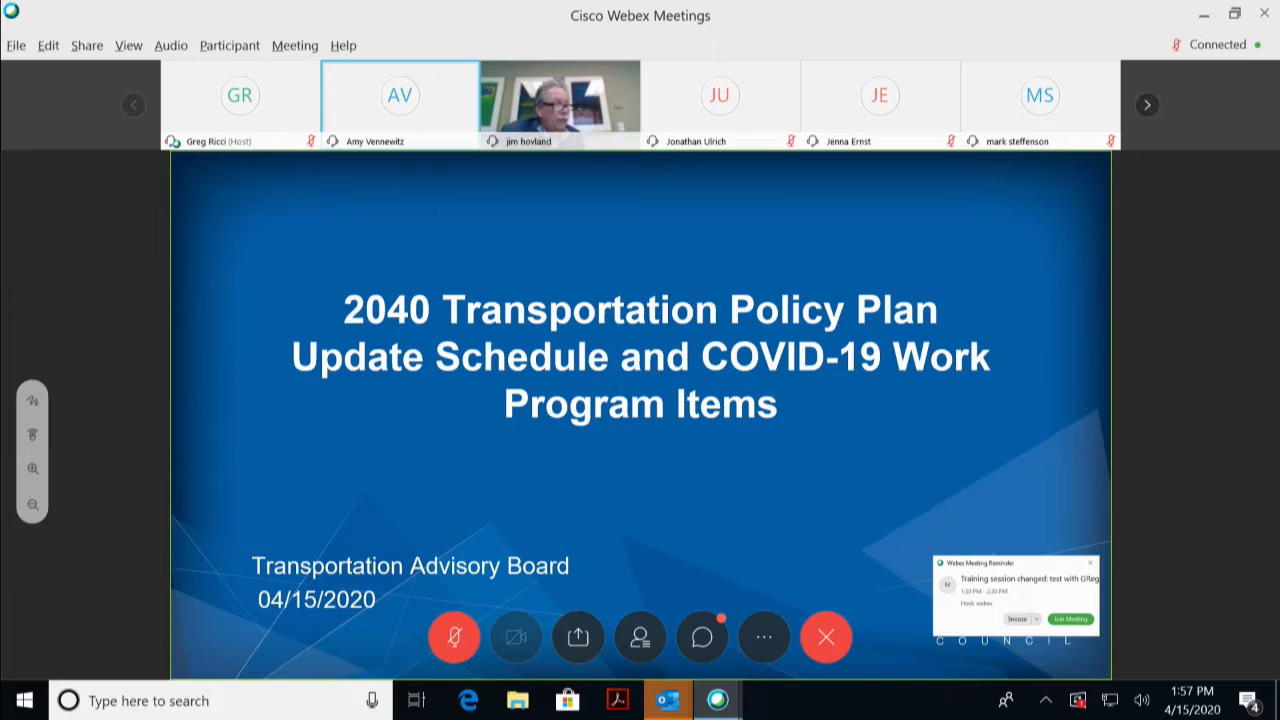 Cisco Webex Meetings
File Edit Share View Audio Participant Meeting Help
Connected
GR AV JU JE MS
Greg Ricci (Host) Amy Vennewitz jim hovland Jonathan Ulrich Jenna Ernst mark steffenson
2040 Transportation Policy Plan
Update Schedule and COVID-19 Work
Program Items
Transportation Advisory Board
04/15/2020
Webex Meeting Reminder
M
Training session changed: test with GReg
1:30 PM - 2:30 PM
Host: webex
Snooze Join Meeting
COUNCIL
Type here to search
1:57 PM
4/15/2020
4